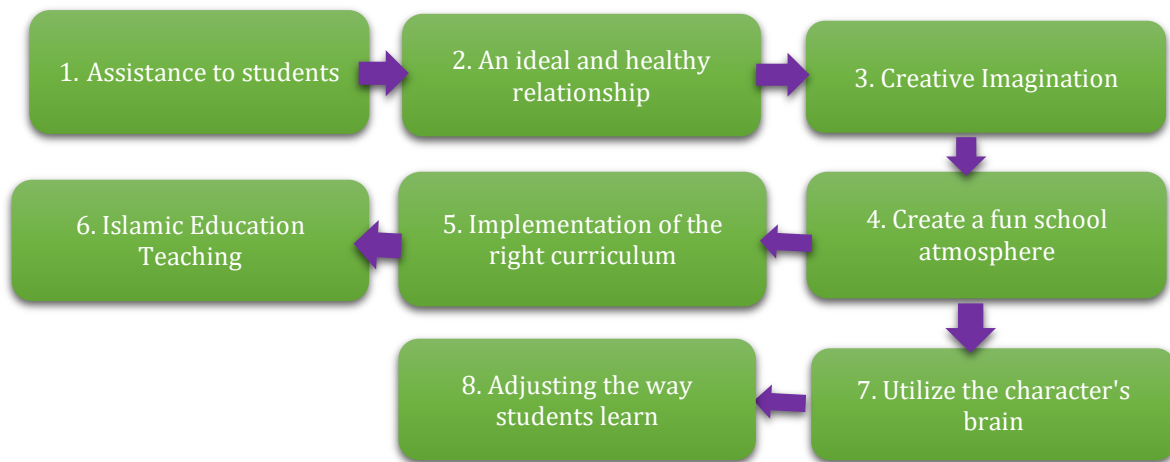 1. Assistance to students
2. An ideal and healthy
relationship
3. Creative Imagination
4. Create a fun school
atmosphere
5. Implementation of the
right curriculum
6. Islamic Education
Teaching
7. Utilize the character's
brain
8. Adjusting the way
students learn